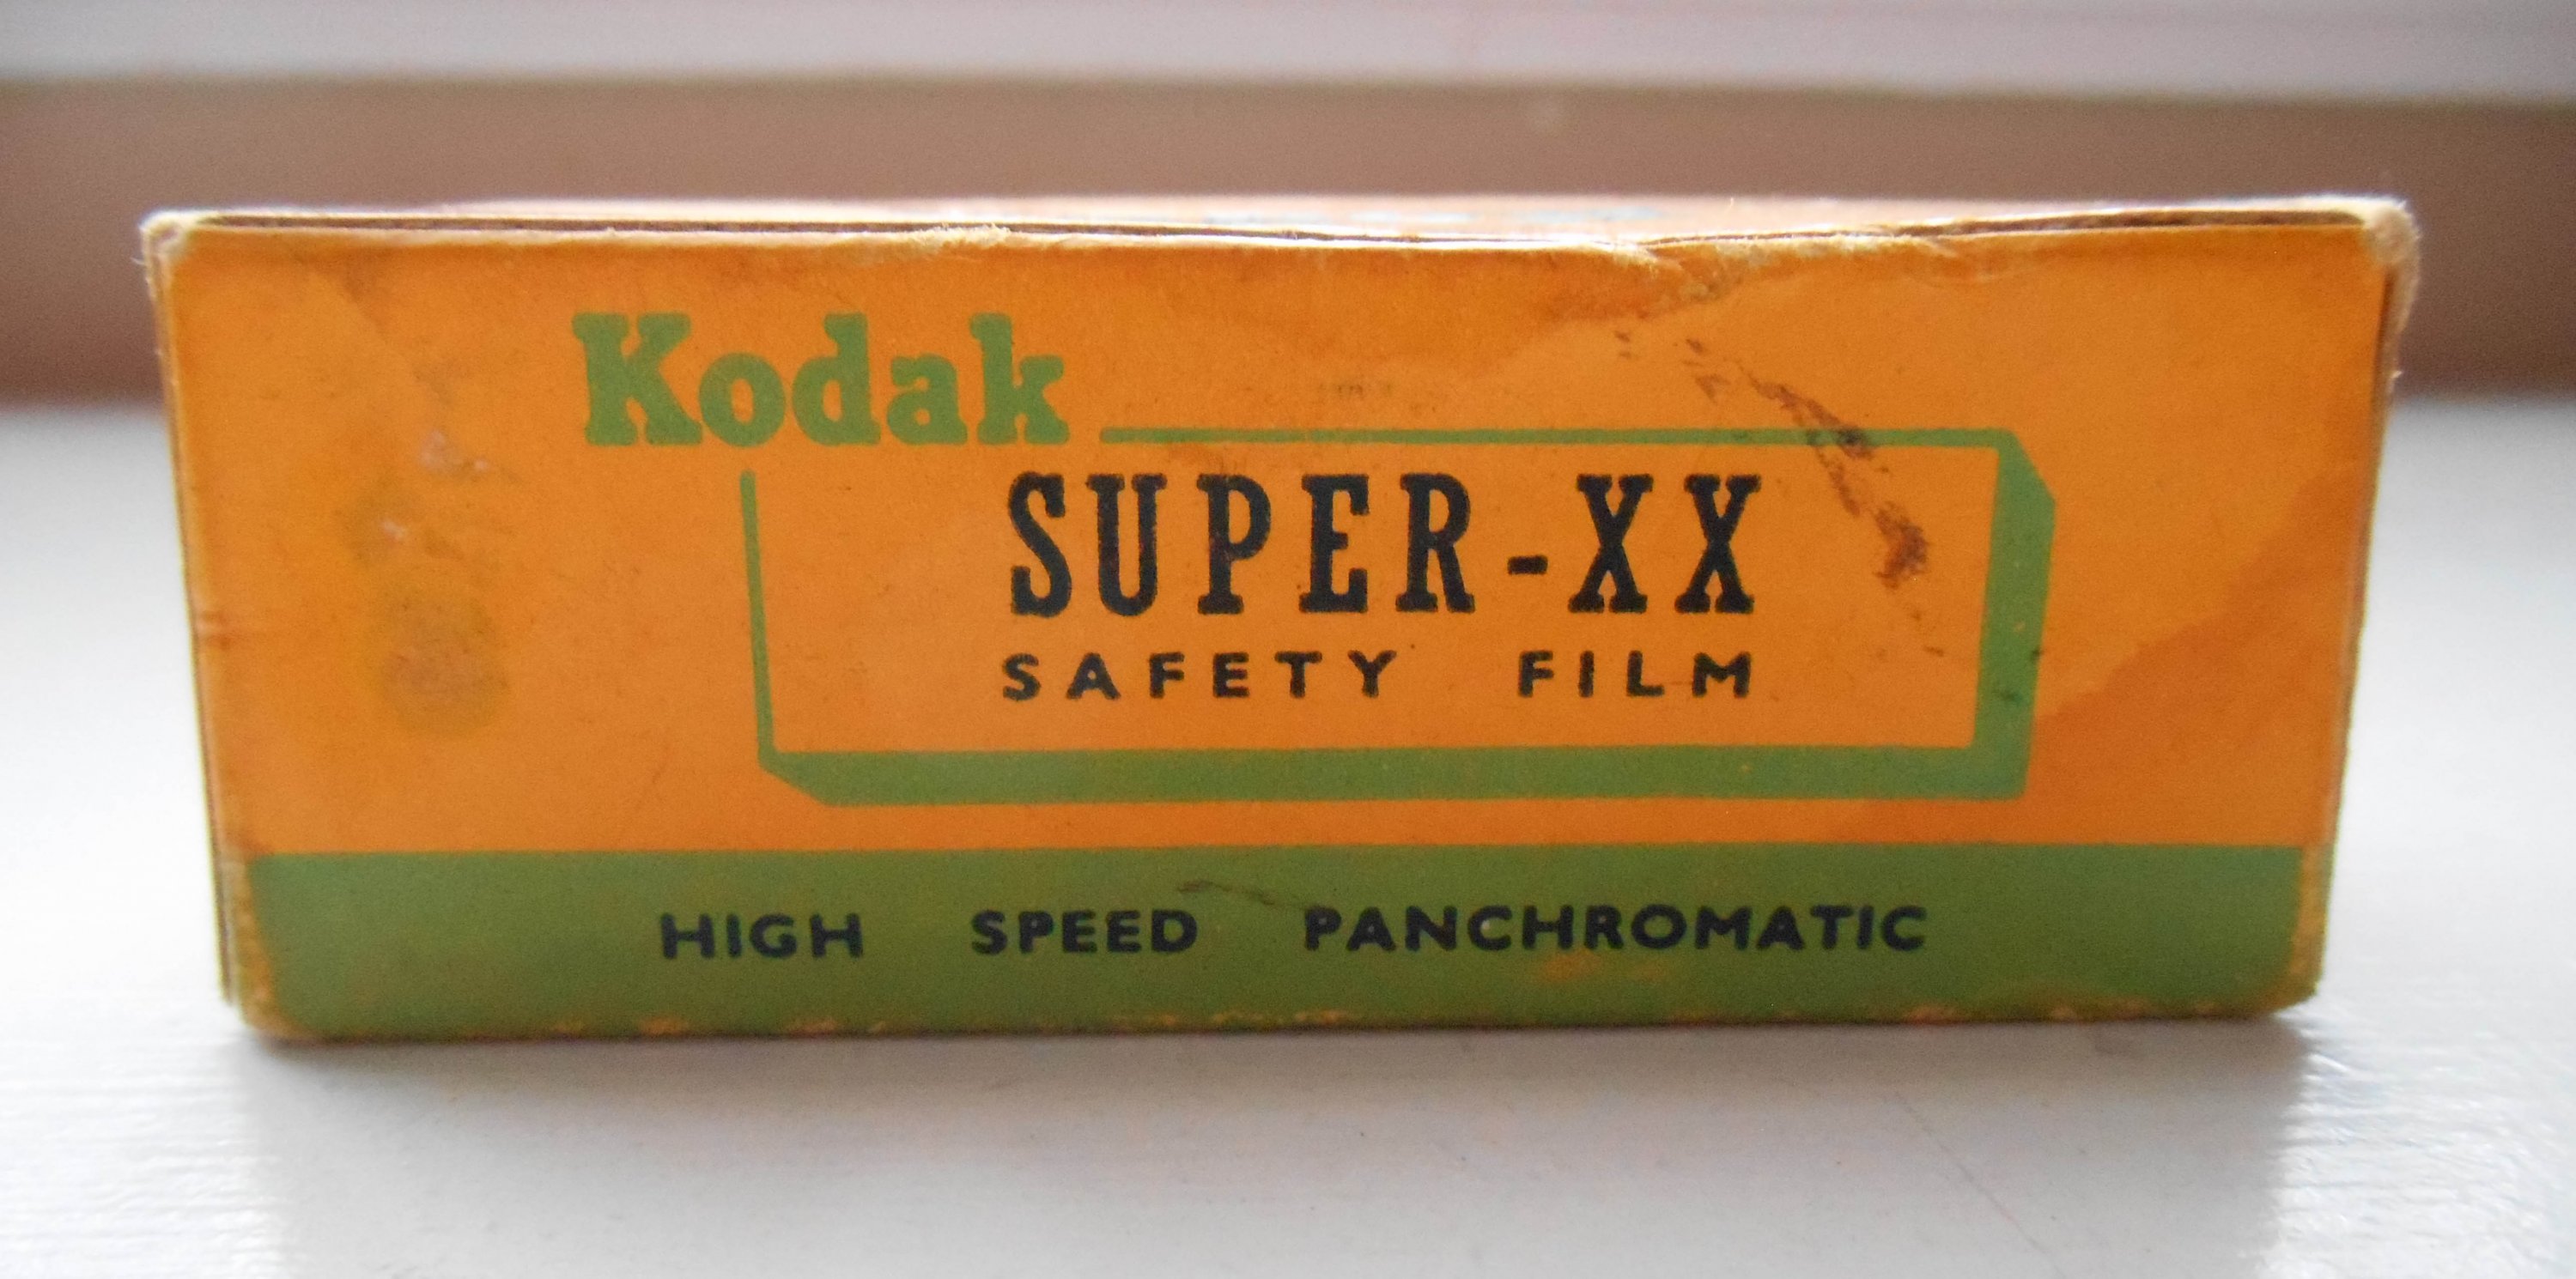 Kodak
SUPER-XX
SAFETY FILM
HIGH SPEED PANCHROMATIC